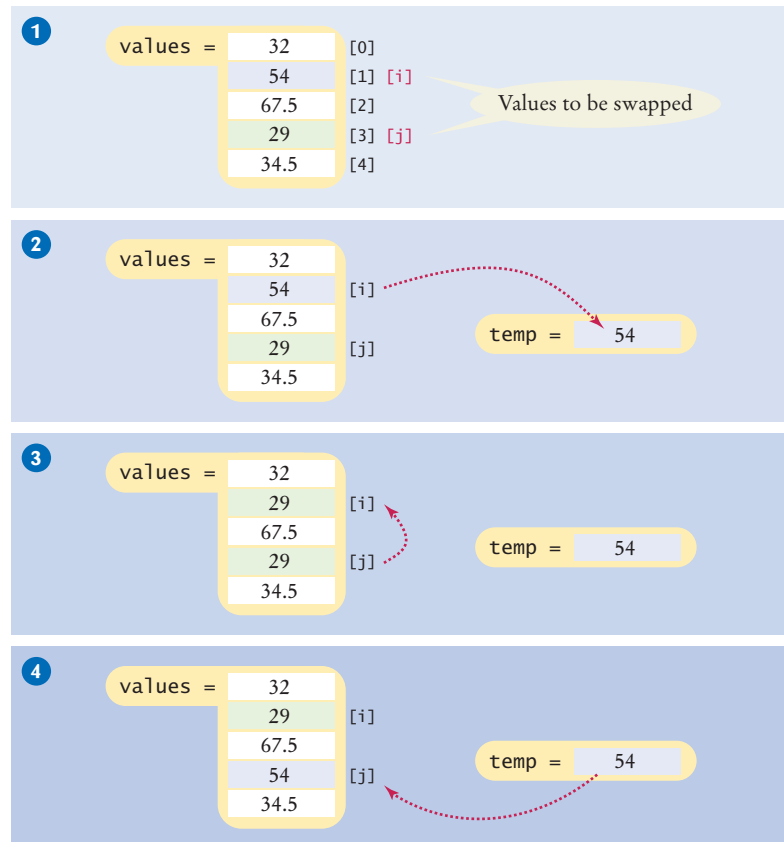 1
values = 32 [0]
54 [1] [i]
67.5 [2]
29 [3] [j]
34.5 [4]
Values to be swapped
2
values = 32
54 [i]
67.5
29 [j]
34.5
temp = 54
3
values = 32
29 [i]
67.5
29 [j]
34.5
temp = 54
4
values = 32
29 [i]
67.5
54 [j]
34.5
temp = 54